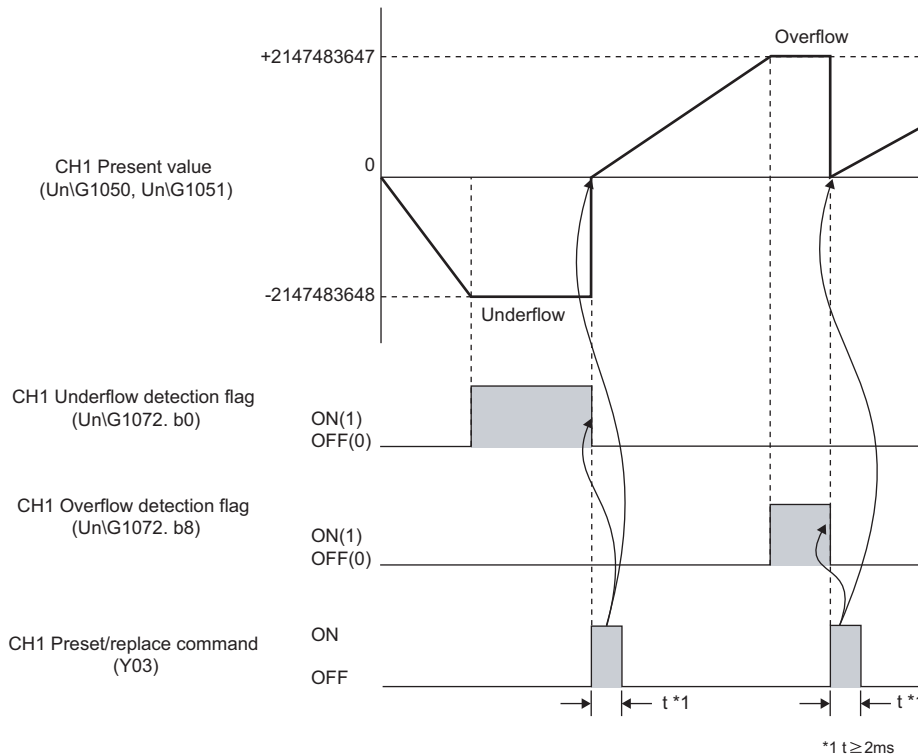 Overflow
+2147483647
CH1 Present value
(Un\G1050, Un\G1051)
0
-2147483648
Underflow
CH1 Underflow detection flag
(Un\G1072. b0)
ON(1)
OFF(0)
CH1 Overflow detection flag
(Un\G1072. b8)
ON(1)
OFF(0)
CH1 Preset/replace command
(Y03)
ON
OFF
t *1
t *1
*1 t≥2ms